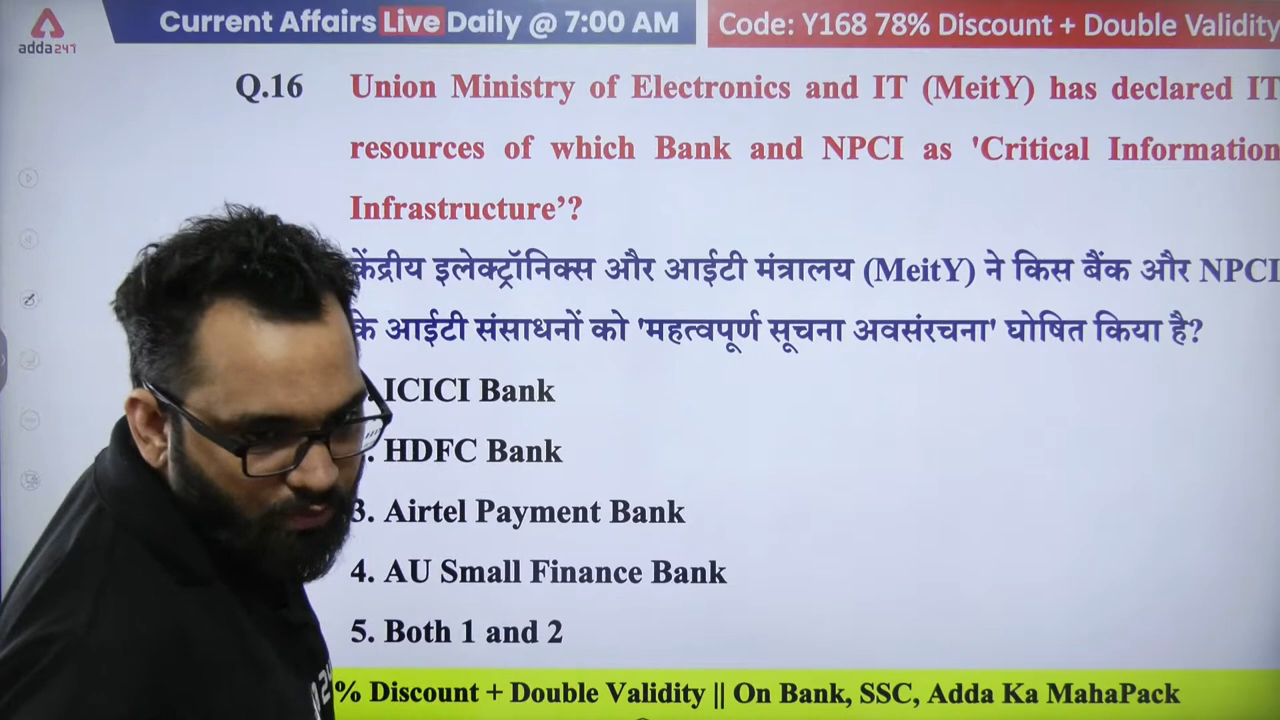 Current Affairs Live Daily @ 7:00 AM
Code: Y168 78% Discount + Double Validity
adda247
Q.16 Union Ministry of Electronics and IT (MeitY) has declared IT
resources of which Bank and NPCI as 'Critical Information
Infrastructure’?
केंद्रीय इलेक्ट्रॉनिक्स और आईटी मंत्रालय (MeitY) ने किस बैंक और NPCI
के आईटी संसाधनों को 'महत्वपूर्ण सूचना अवसंरचना' घोषित किया है?
. ICICI Bank
. HDFC Bank
3. Airtel Payment Bank
4. AU Small Finance Bank
5. Both 1 and 2
% Discount + Double Validity || On Bank, SSC, Adda Ka MahaPack